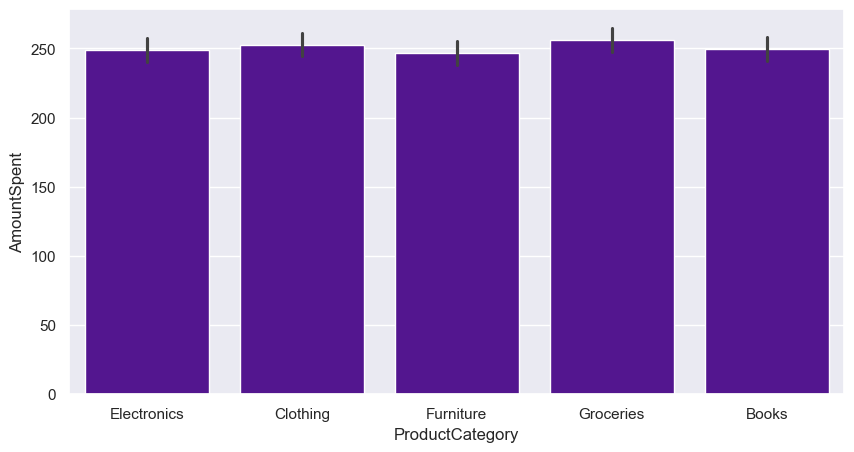 250
200
150
100
50
0
AmountSpent
Electronics Clothing Furniture Groceries Books
ProductCategory